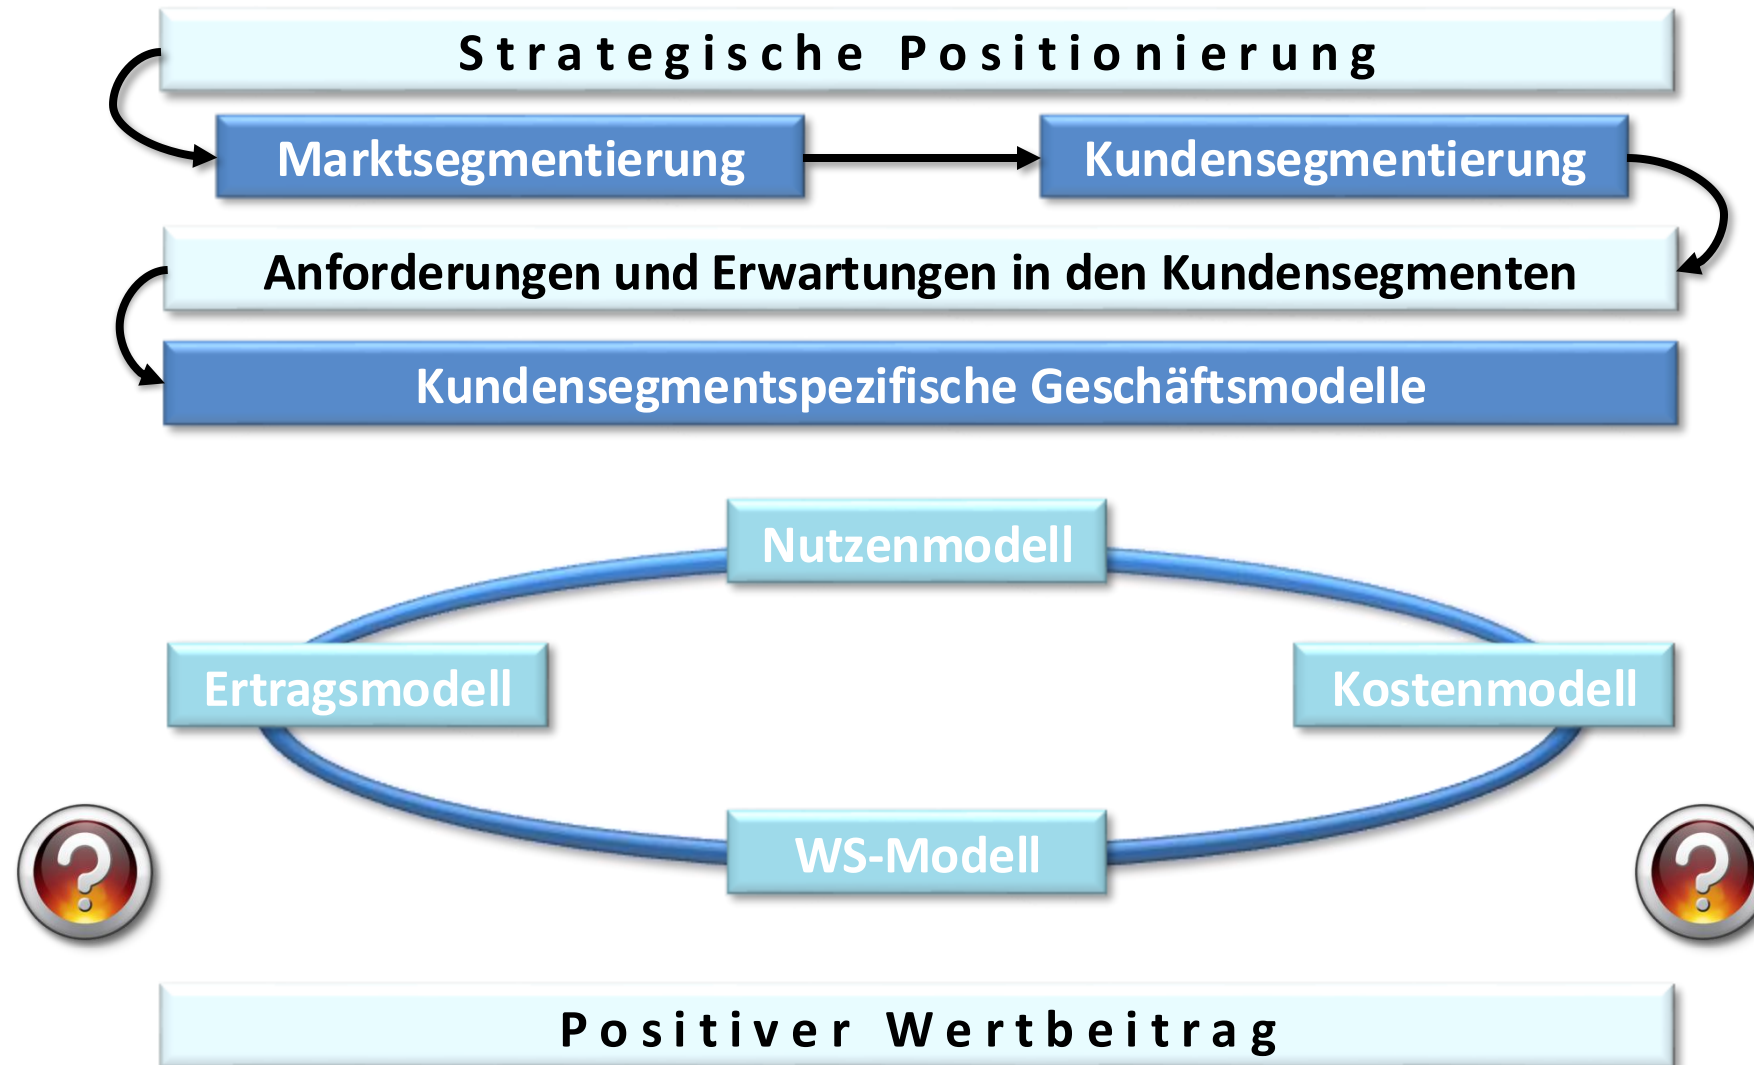 Strategische Positionierung
Marktsegmentierung
Kundensegmentierung
Anforderungen und Erwartungen in den Kundensegmenten
Kundensegmentspezifische Geschäftsmodelle
Nutzenmodell
Ertragsmodell
Kostenmodell
WS-Modell
?
?
Positiver Wertbeitrag